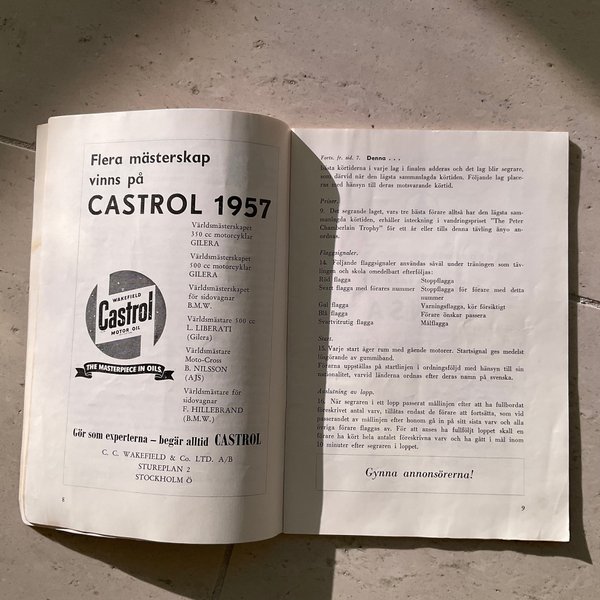 Flera mästerskap
vinns på
CASTROL 1957
Världsmästerskapet
350 cc motorcyklar
GILERA
Världsmästerskapet
500 cc motorcyklar
GILERA
Världsmästerskapet
för sidovagnar
B.M.W.
Världsmästare 500 cc
L. LIBERATI
(Gilera)
Världsmästare
Moto-Cross
B. NILSSON
(AJS)
Världsmästare för
sidovagnar
F. HILLEBRAND
(B.M.W.)
WAKEFIELD
Castrol
MOTOR OIL
THE MASTERPIECE IN OILS
Gör som experterna – begär alltid CASTROL
C. C. WAKEFIELD & Co. LTD. A/B
STUREPLAN 2
STOCKHOLM Ö
8
Forts. fr. sid. 7. Denna . . .
bästa körtiderna i varje lag i finalen adderas och det lag blir segrare,
som därvid når den lägsta sammanlagda körtiden. Följande lag place-
ras med hänsyn till deras motsvarande körtid.
Priser.
9. Det segrande laget, vars tre bästa förare alltså har den lägsta sam-
manlagda körtiden, erhåller inteckning i vandringspriset "The Peter
Chamberlain Trophy" för ett år eller tills denna tävling ånyo an-
ordnas.
Flaggsignaler.
14. Följande flaggsignaler användas såväl under träningen som täv-
lingen och skola omedelbart efterföljas:
Röd flagga Stoppflagga
Svart flagga med förares nummer Stoppflagga för förare med detta
nummer
Gul flagga Varningsflagga, kör försiktigt
Blå flagga Förare önskar passera
Svartvitrutig flagga Målflagga
Start.
15. Varje start äger rum med gående motorer. Startsignal ges medelst
lösgörande av gummiband.
Förarna uppställas på startlinjen i ordningsföljd med hänsyn till sin
nationalitet, varvid länderna ordnas efter deras namn på svenska.
Avslutning av lopp.
16. När segraren i ett lopp passerat mållinjen efter att ha fullbordat
föreskrivet antal varv, tillåtas endast de förare att fortsätta, som vid
passerandet av mållinjen efter honom gå in på sitt sista varv och alla
övriga förare flaggas av. För att anses ha fullföljt loppet skall en
förare ha kört hela antalet föreskrivna varv och ha gått i mål inom
10 minuter efter segraren i loppet.
Gynna annonsörerna!
9